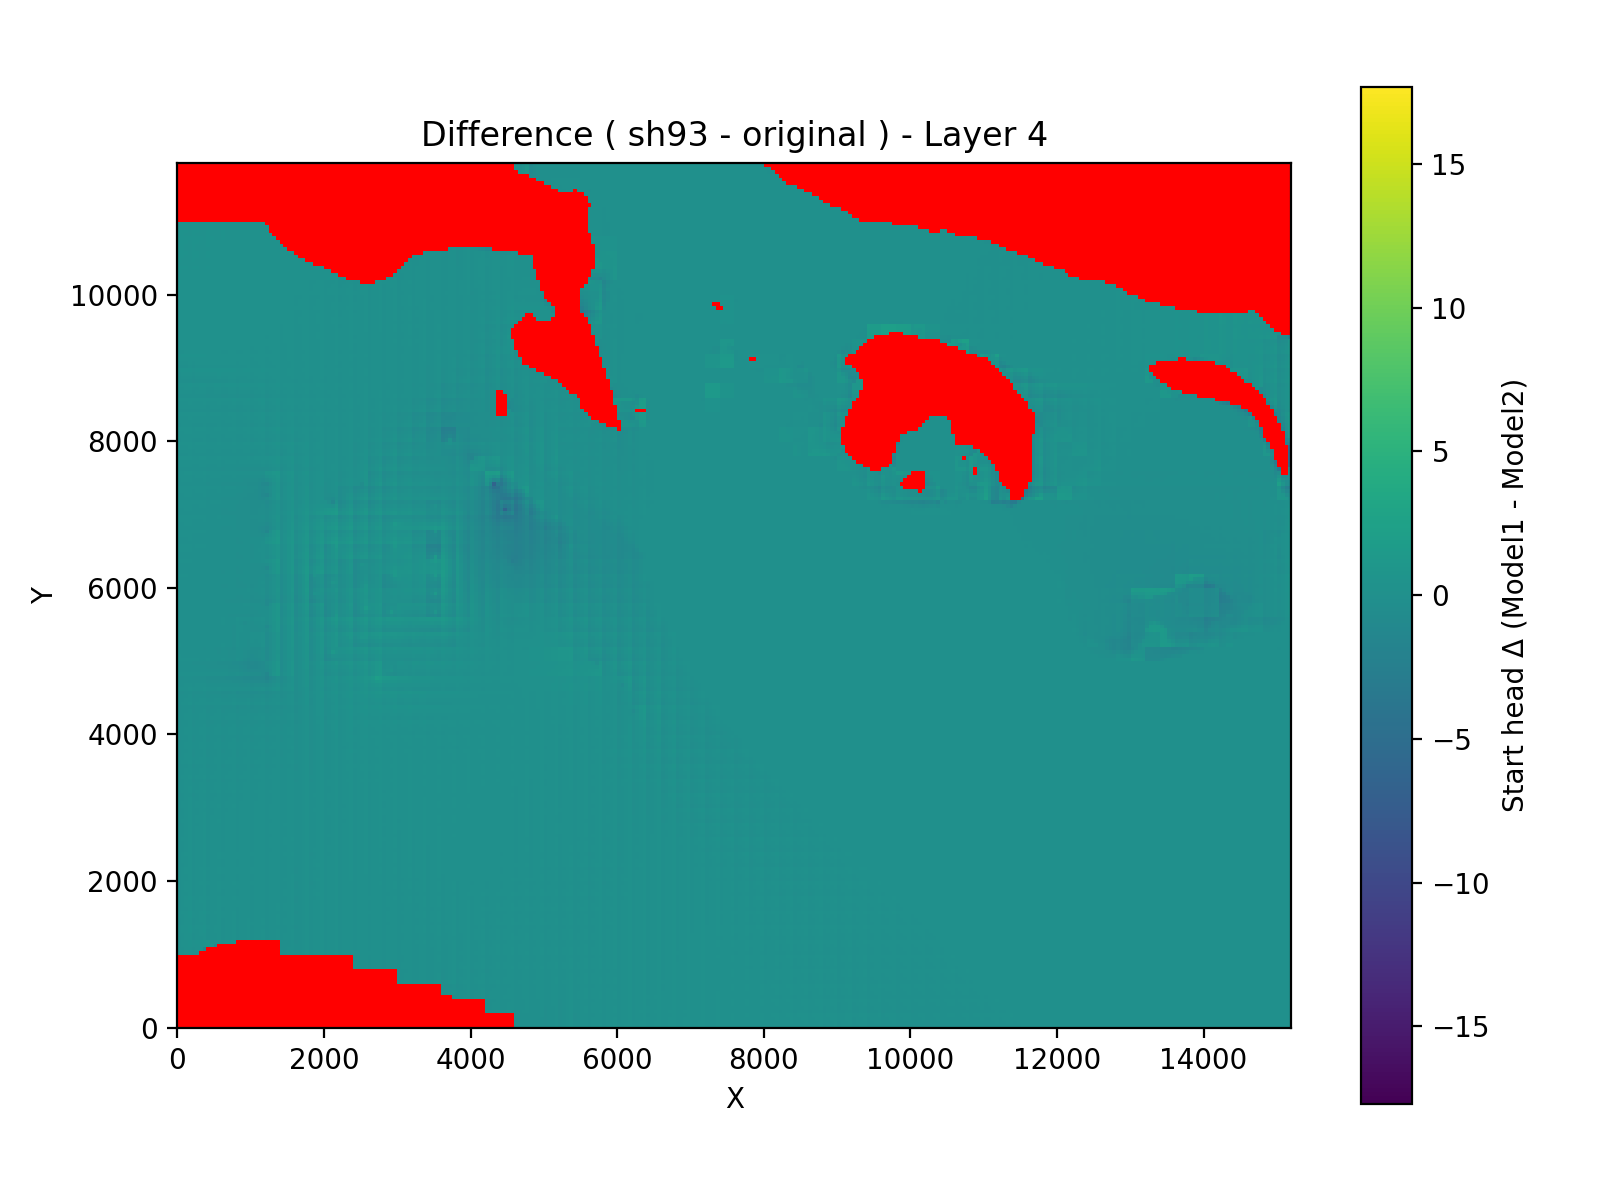 Difference ( sh93 - original ) - Layer 4
Y
10000
8000
6000
4000
2000
0
0 2000 4000 6000 8000 10000 12000 14000
X
15
10
5
0
−5
−10
−15
Start head Δ (Model1 - Model2)